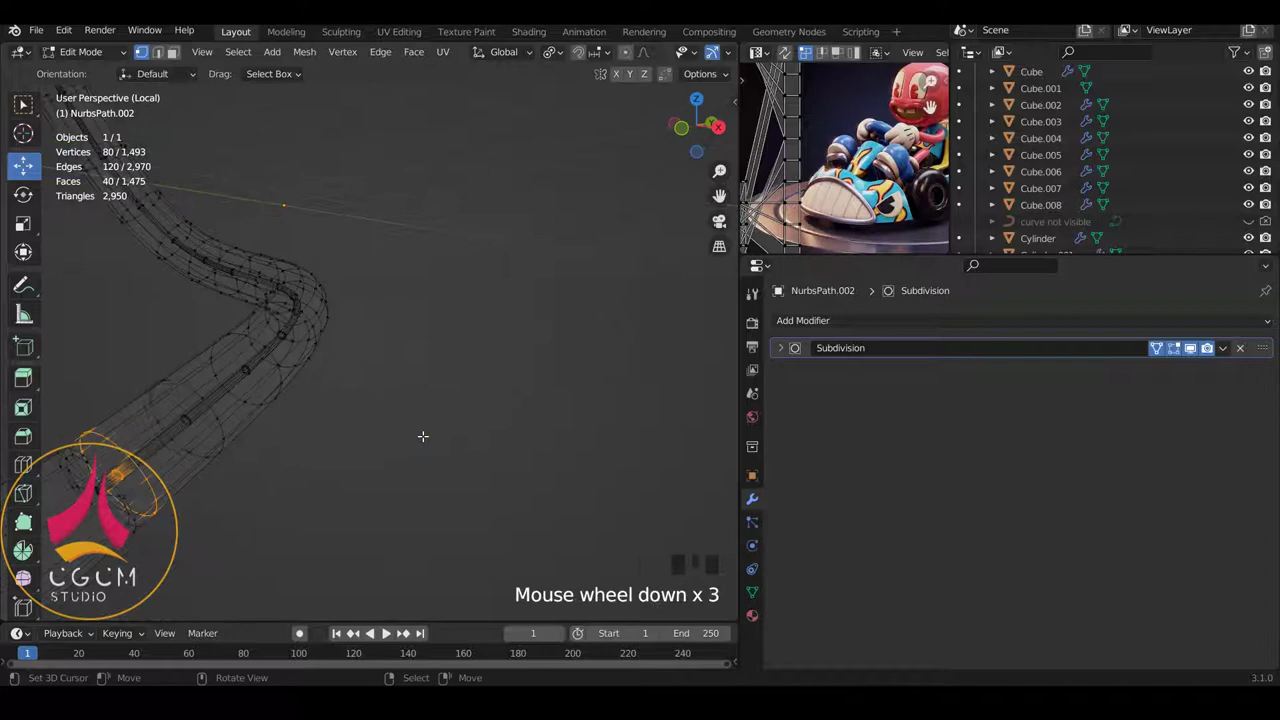 File Edit Render Window Help Layout Modeling Sculpting UV Editing Texture Paint Shading Animation Rendering Compositing Geometry Nodes Scripting Scene ViewLayer
Edit Mode View Select Add Mesh Vertex Edge Face UV Global View Se
Orientation: Default Drag: Select Box X Y Z Options
User Perspective (Local)
(1) NurbsPath.002
Objects 1 / 1
Vertices 80 / 1,493
Edges 120 / 2,970
Faces 40 / 1,475
Triangles 2,950
Z
X
Cube
Cube.001
Cube.002
Cube.003
Cube.004
Cube.005
Cube.006
Cube.007
Cube.008
curve not visible
Cylinder
NurbsPath.002 > Subdivision
Add Modifier
Subdivision
CGCM
STUDIO
Mouse wheel down x 3
Playback Keying View Marker 1 Start 1 End 250
1 20 40 60 80 100 120 140 160 180 200 220 240
Set 3D Cursor Move Rotate View Select Move 3.1.0